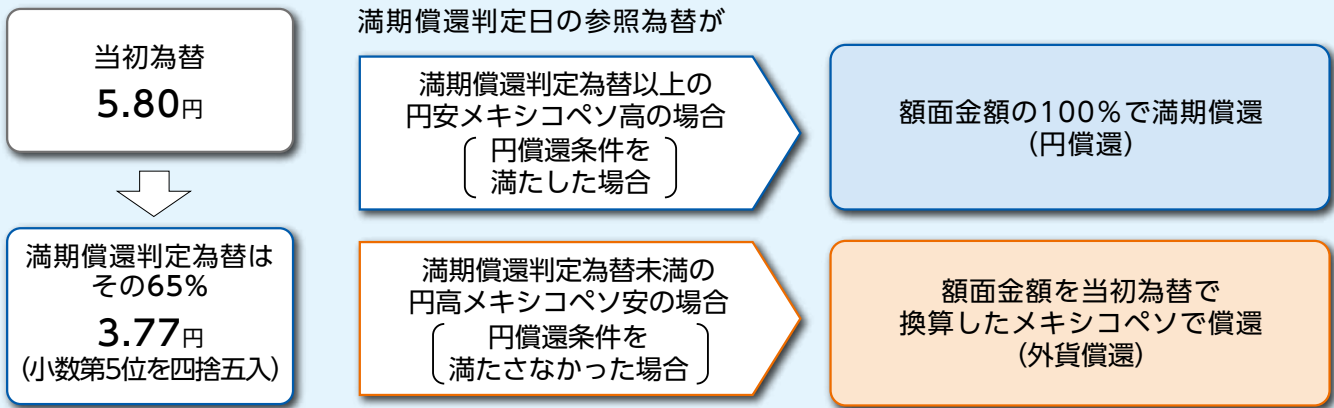 当初為替
5.80円
満期償還判定為替は
その65%
3.77円
(小数第5位を四捨五入)
満期償還判定日の参照為替が
満期償還判定為替以上の
円安メキシコペソ高の場合
(円償還条件を
満たした場合)
額面金額の100%で満期償還
(円償還)
満期償還判定為替未満の
円高メキシコペソ安の場合
(円償還条件を
満たさなかった場合)
額面金額を当初為替で
換算したメキシコペソで償還
(外貨償還)